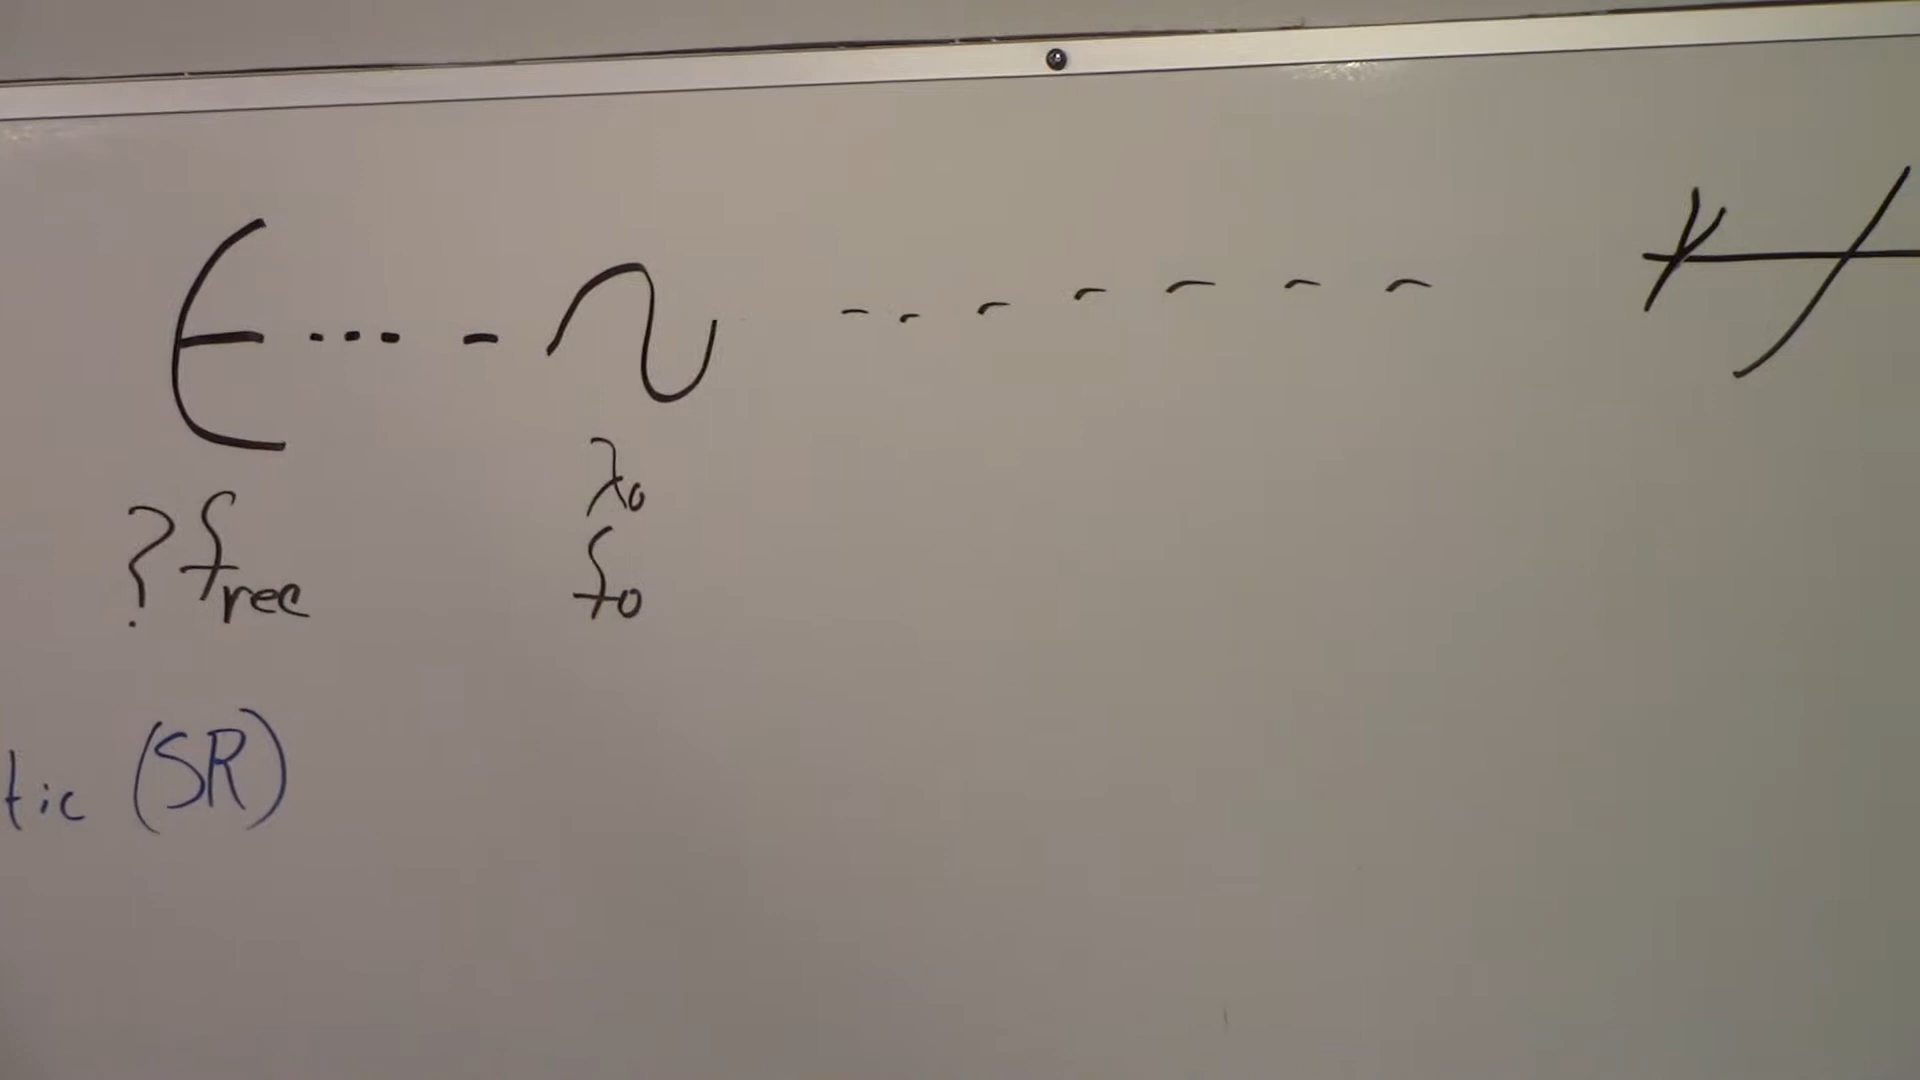 λ₀
? f_rec f₀
tic (SR)